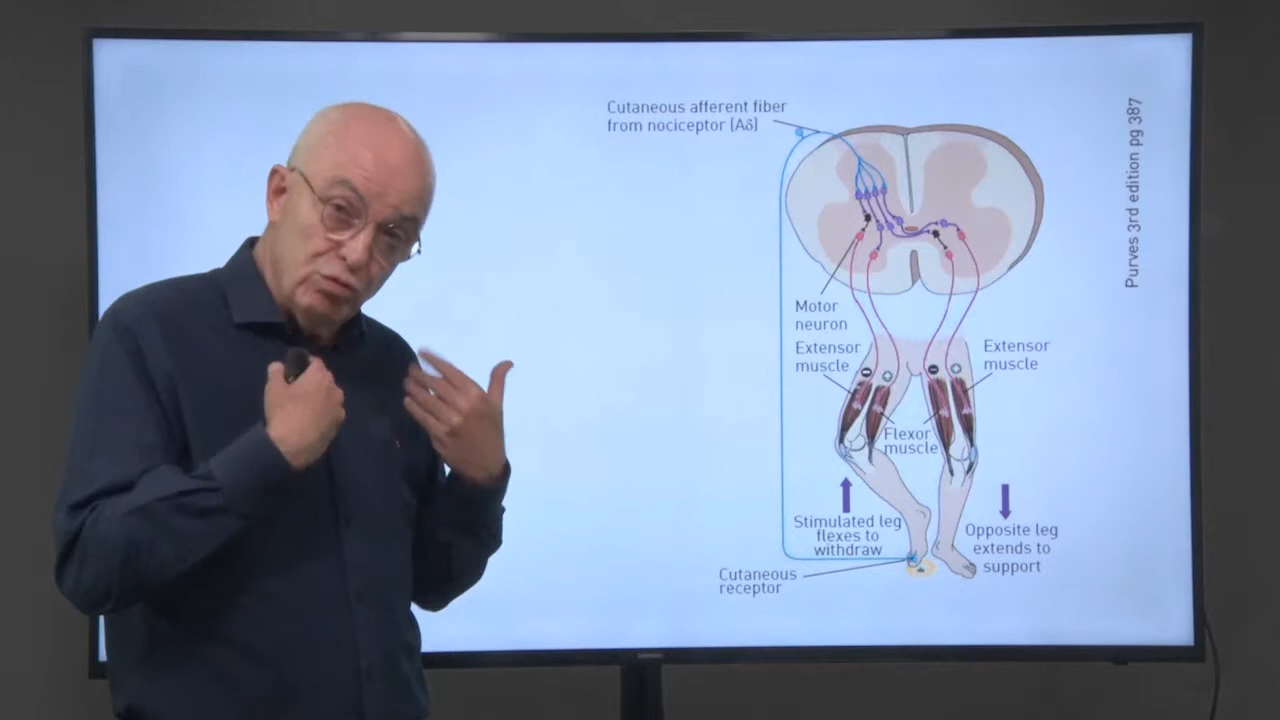 Cutaneous afferent fiber
from nociceptor (Aδ)
Purves 3rd edition pg 387
Motor
neuron
Extensor
muscle
Extensor
muscle
Flexor
muscle
Stimulated leg
flexes to
withdraw
Opposite leg
extends to
support
Cutaneous
receptor